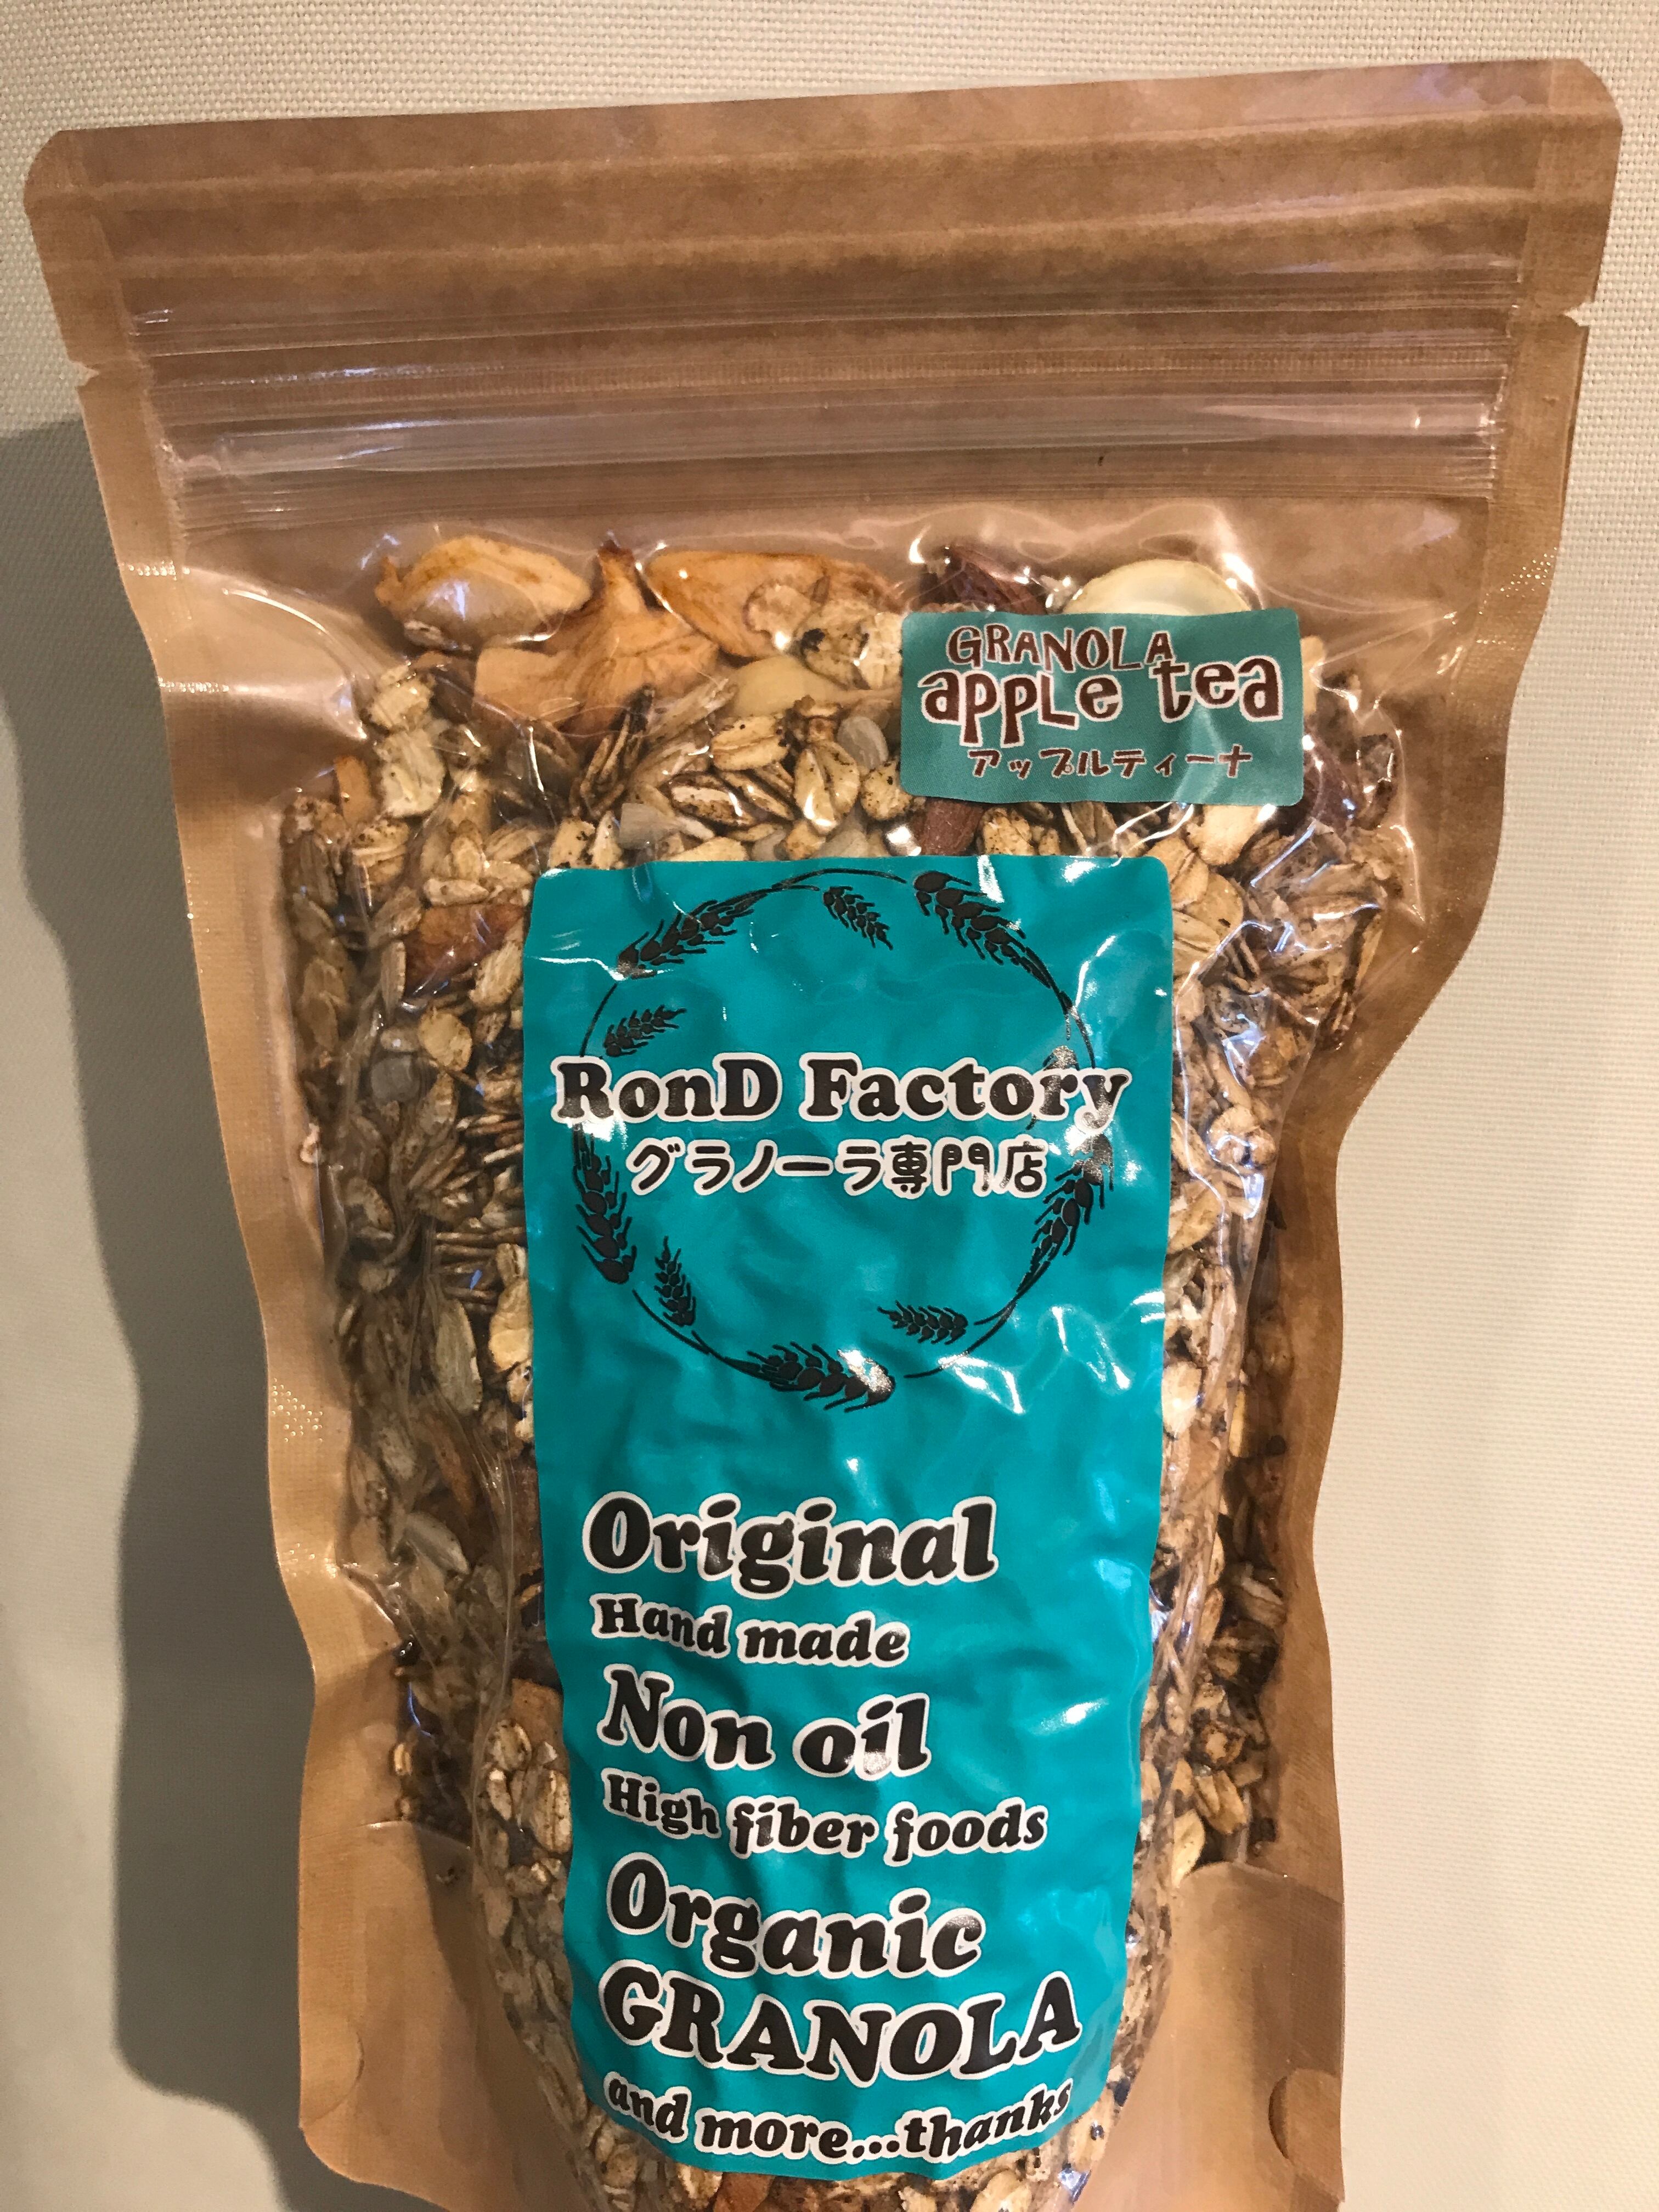 GRANOLA
apple tea
アップルティーナ
RonD Factory
グラノーラ専門店
Original
Hand made
Non oil
High fiber foods
Organic
GRANOLA
and more...thanks